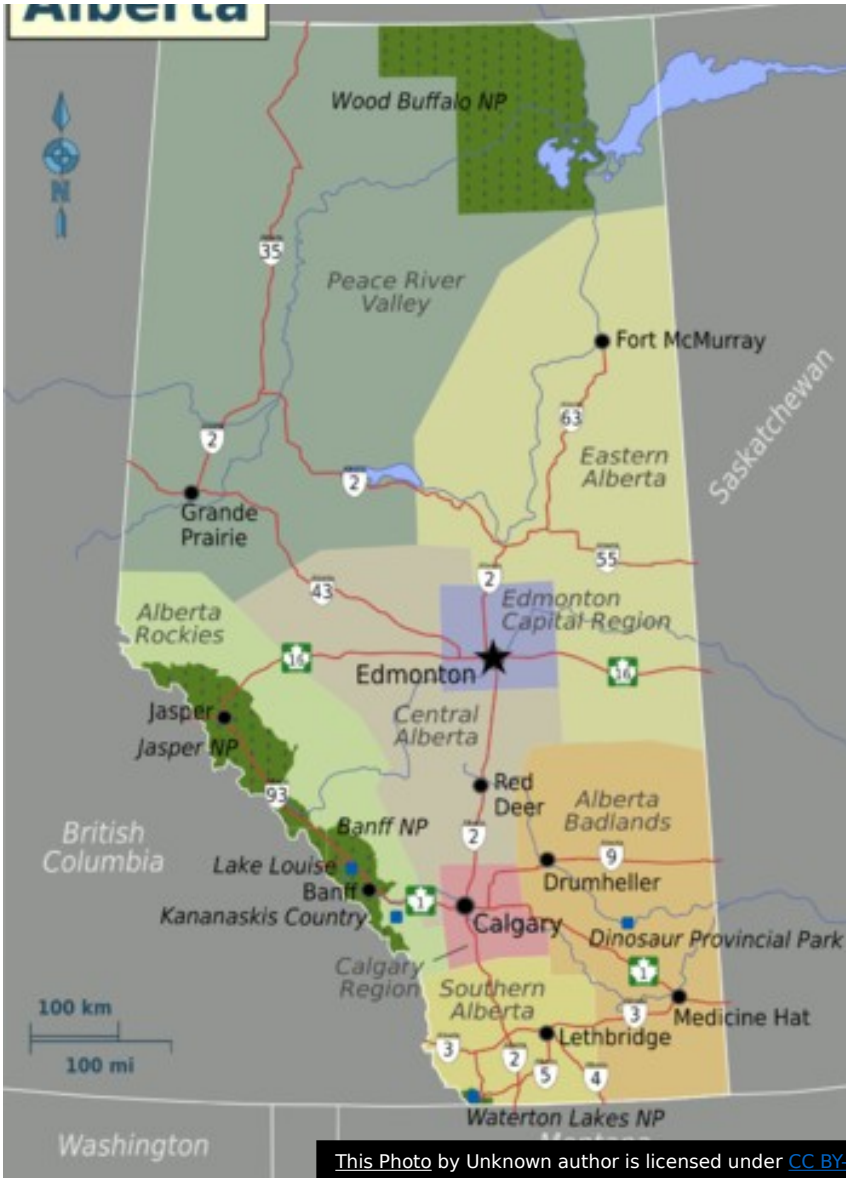 Alberta
Wood Buffalo NP
N
35
Peace River
Valley
Fort McMurray
Saskatchewan
63
2
Eastern
Alberta
2
Grande
Prairie
55
2
43
Edmonton
Capital Region
Alberta
Rockies
16
Edmonton
16
Jasper
Central
Alberta
Jasper NP
93
Red
Deer
Alberta
Badlands
British
Columbia
Banff NP
2
9
Lake Louise
Drumheller
Banff
1
Kananaskis Country
Calgary
Dinosaur Provincial Park
Calgary
Region
1
Southern
Alberta
100 km
3
Medicine Hat
Lethbridge
3
2
5
4
100 mi
Waterton Lakes NP
Washington
Montana
This Photo by Unknown author is licensed under CC BY-